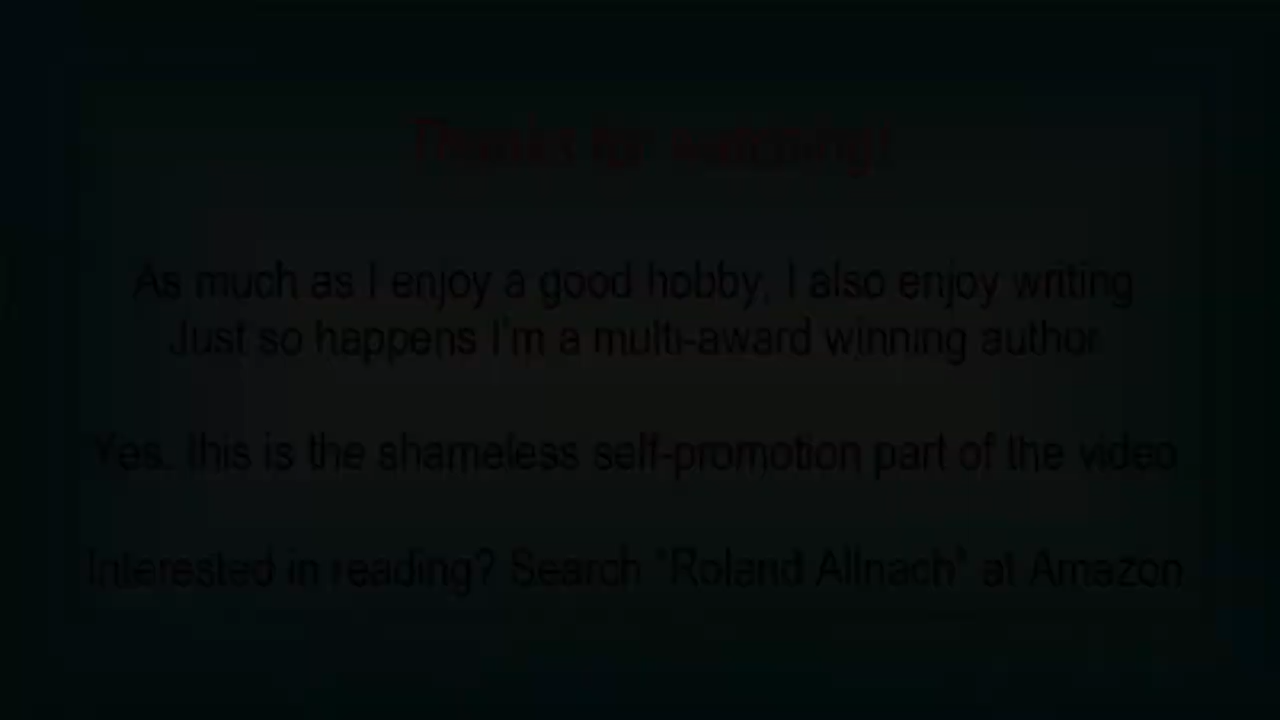 Thanks for watching!
As much as I enjoy a good hobby, I also enjoy writing
Just so happens I'm a multi-award winning author
Yes, this is the shameless self-promotion part of the video
Interested in reading? Search "Roland Allnach" at Amazon